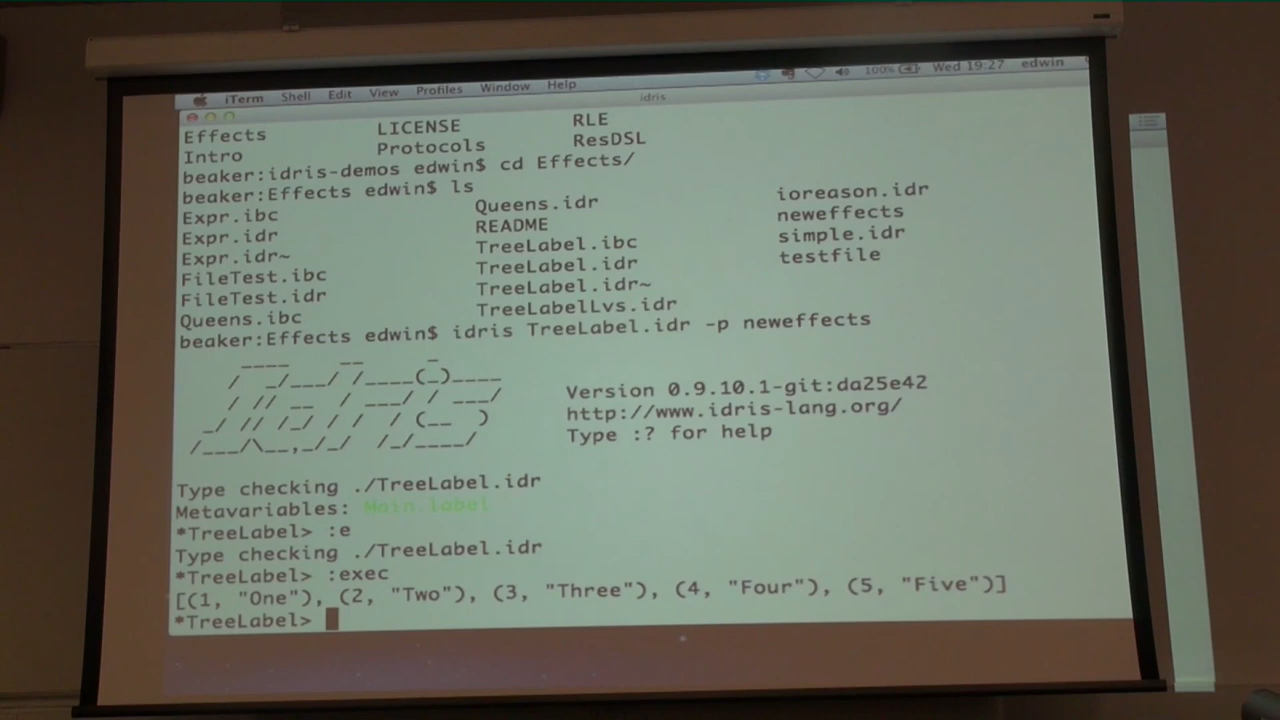 iTerm Shell Edit View Profiles Window Help 100% Wed 19:27 edwin
idris
Effects LICENSE RLE
Intro Protocols ResDSL
beaker:idris-demos edwin$ cd Effects/
beaker:Effects edwin$ ls
Expr.ibc Queens.idr ioreason.idr
Expr.idr README neweffects
Expr.idr~ TreeLabel.ibc simple.idr
FileTest.ibc TreeLabel.idr testfile
FileTest.idr TreeLabel.idr~
Queens.ibc TreeLabelLvs.idr
beaker:Effects edwin$ idris TreeLabel.idr -p neweffects
Version 0.9.10.1-git:da25e42
http://www.idris-lang.org/
Type :? for help
Type checking ./TreeLabel.idr
Metavariables: Main.label
*TreeLabel> :e
Type checking ./TreeLabel.idr
*TreeLabel> :exec
[(1, "One"), (2, "Two"), (3, "Three"), (4, "Four"), (5, "Five")]
*TreeLabel>